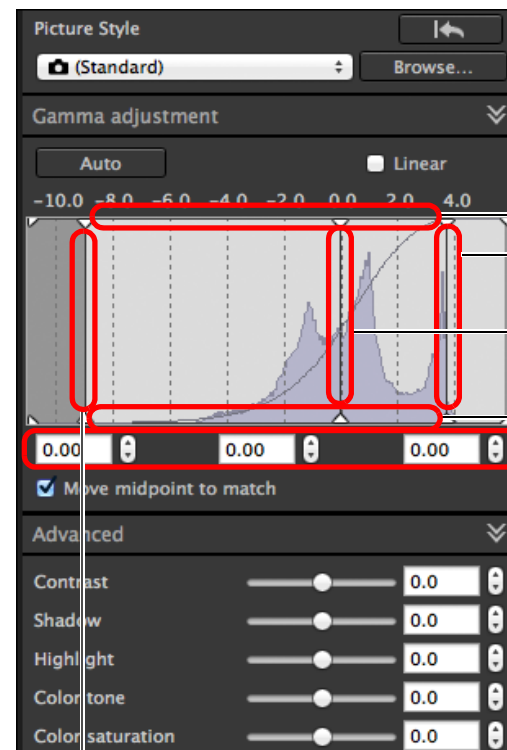 Picture Style
(Standard) Browse...
Gamma adjustment
Auto Linear
-10.0 -8.0 -6.0 -4.0 -2.0 0.0 2.0 4.0
0.00 0.00 0.00
Move midpoint to match
Advanced
Contrast 0.0
Shadow 0.0
Highlight 0.0
Color tone 0.0
Color saturation 0.0